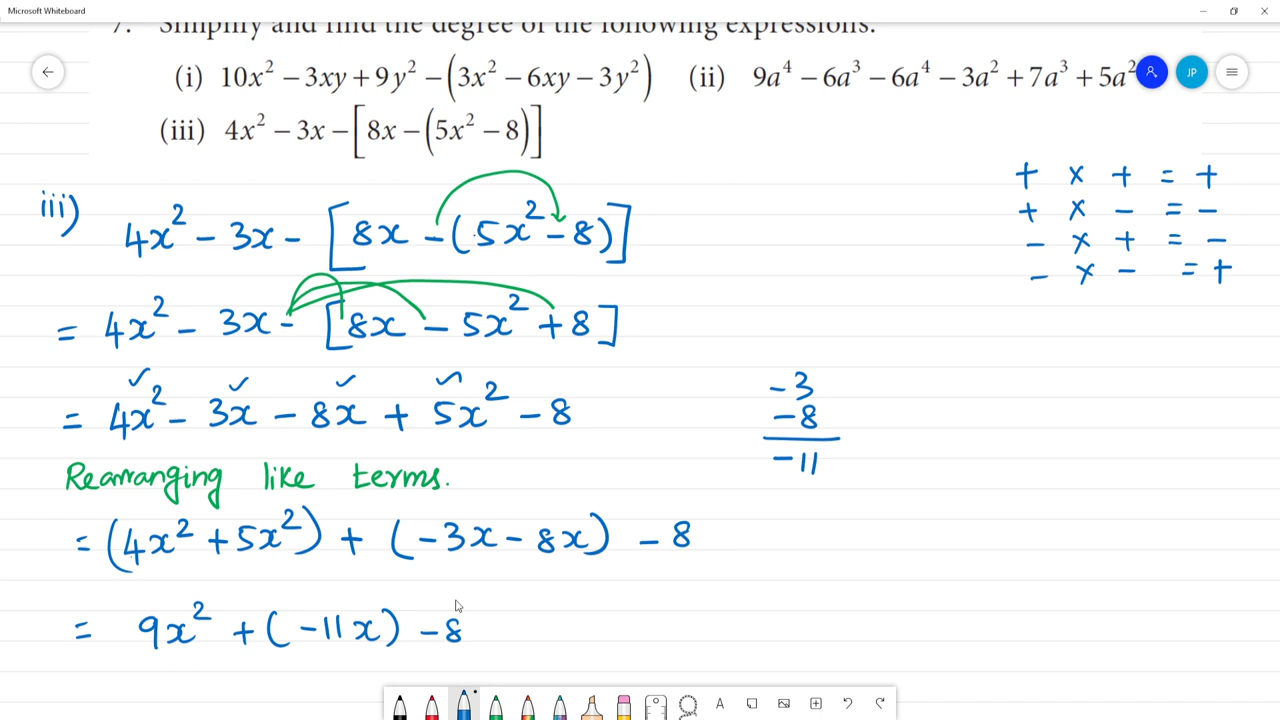 Microsoft Whiteboard
7. Simplify and find the degree of the following expressions.
(i) 10x² − 3xy + 9y² − (3x² − 6xy − 3y²) (ii) 9a⁴ − 6a³ − 6a⁴ − 3a² + 7a³ + 5a²
JP
(iii) 4x² − 3x − [8x − (5x² − 8)]
iii) 4x² − 3x − [8x − (5x² − 8)]
= 4x² − 3x − [8x − 5x² + 8]
= 4x² − 3x − 8x + 5x² − 8
Rearranging like terms.
= (4x² + 5x²) + (−3x − 8x) − 8
= 9x² + (−11x) − 8
+ × + = +
+ × − = −
− × + = −
− × − = +
−3
−8
−11
A